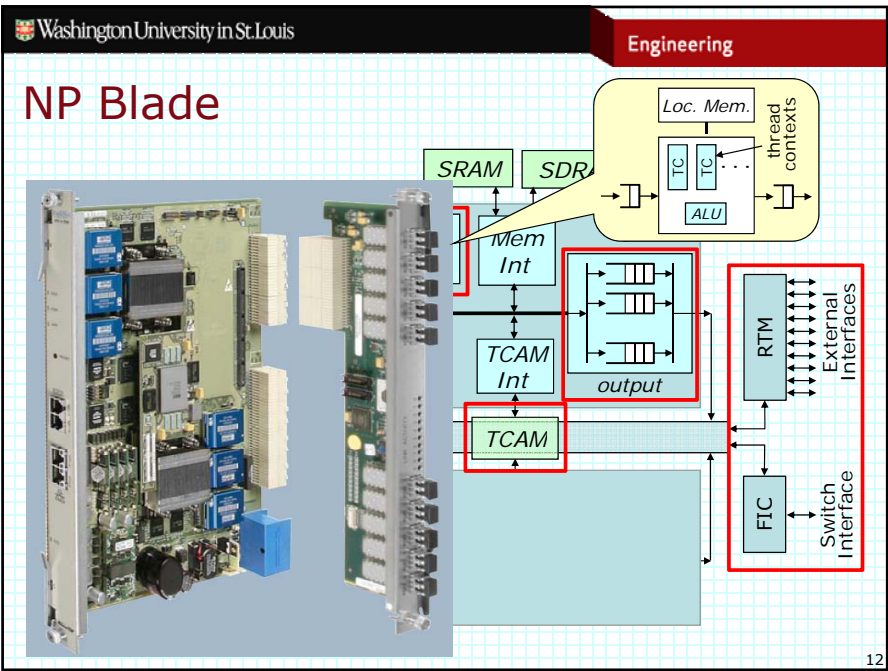 Washington University in St.Louis
Engineering
NP Blade
Loc. Mem.
thread
contexts
TC
TC
. . .
ALU
SRAM
Mem
Int
TCAM
Int
output
TCAM
RTM
External
Interfaces
FIC
Switch
Interface
12